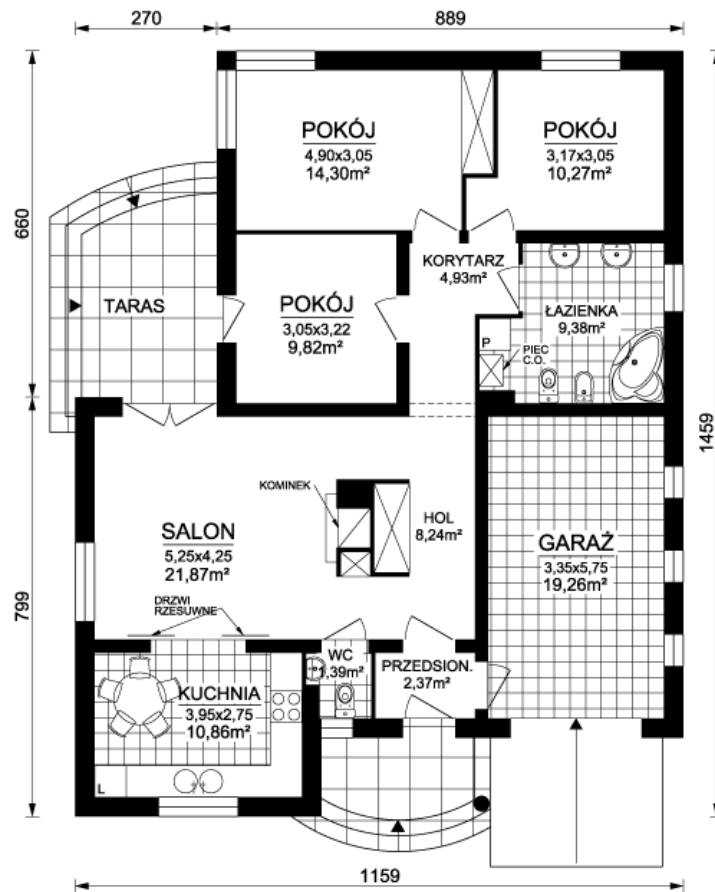 270
889
POKÓJ
4,90x3,05
14,30m²
POKÓJ
3,17x3,05
10,27m²
660
TARAS
POKÓJ
3,05x3,22
9,82m²
KORYTARZ
4,93m²
ŁAZIENKA
9,38m²
P
PIEC
C.O.
1459
KOMINEK
HOL
8,24m²
SALON
5,25x4,25
21,87m²
GARAŻ
3,35x5,75
19,26m²
799
DRZWI
RZESUWNE
WC
1,39m²
PRZEDSION.
2,37m²
KUCHNIA
3,95x2,75
10,86m²
L
1159